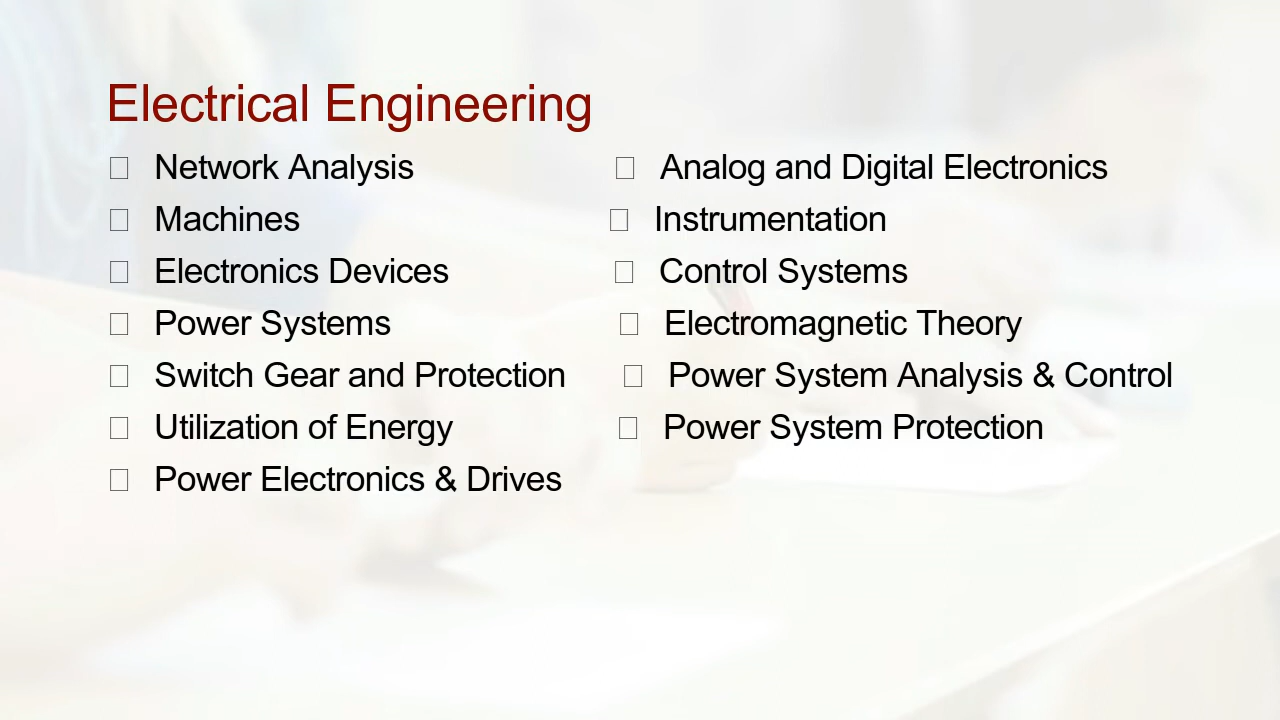 Electrical Engineering
Network Analysis Analog and Digital Electronics
Machines Instrumentation
Electronics Devices Control Systems
Power Systems Electromagnetic Theory
Switch Gear and Protection Power System Analysis & Control
Utilization of Energy Power System Protection
Power Electronics & Drives